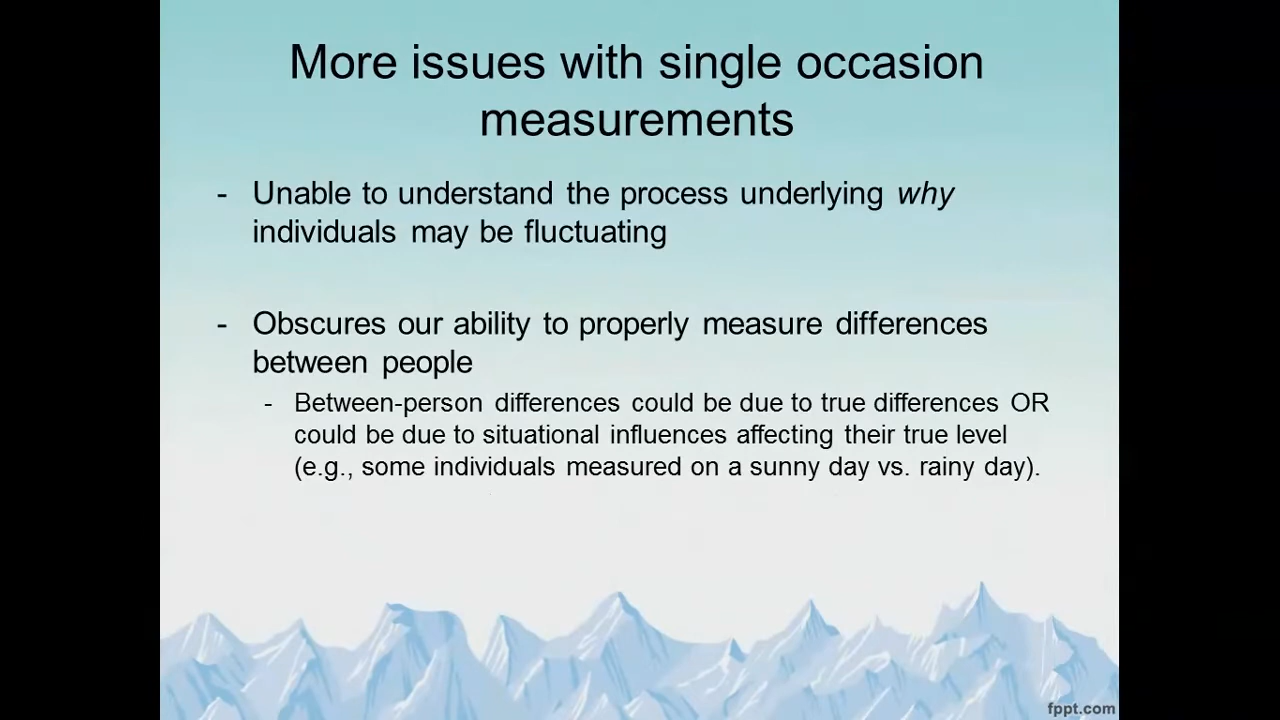 More issues with single occasion
measurements
- Unable to understand the process underlying why
individuals may be fluctuating
- Obscures our ability to properly measure differences
between people
- Between-person differences could be due to true differences OR
could be due to situational influences affecting their true level
(e.g., some individuals measured on a sunny day vs. rainy day).
fppt.com